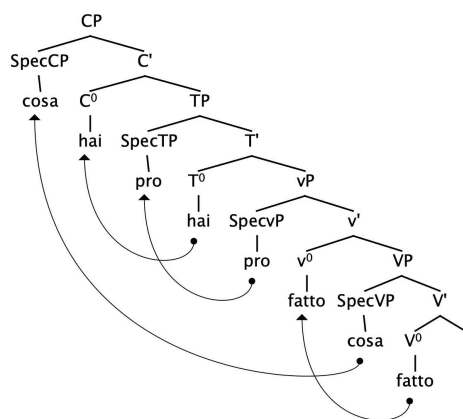 CP
SpecCP C'
cosa C⁰ TP
hai SpecTP T'
pro T⁰ vP
hai SpecvP v'
pro v⁰ VP
fatto SpecVP V'
cosa V⁰
fatto